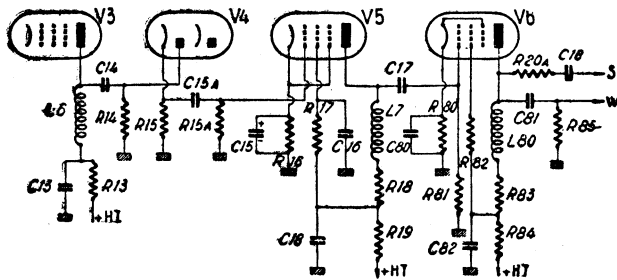 V3
V4
V5
V6
C14
C15A
C17
R20A
C18
S
W
L6
R14
R15
R15A
C15
R16
R17
C16
L7
C80
R80
R82
L80
C81
R85
C13
R13
+HT
R18
R19
C18
+HT
R81
C82
R83
R84
+HT